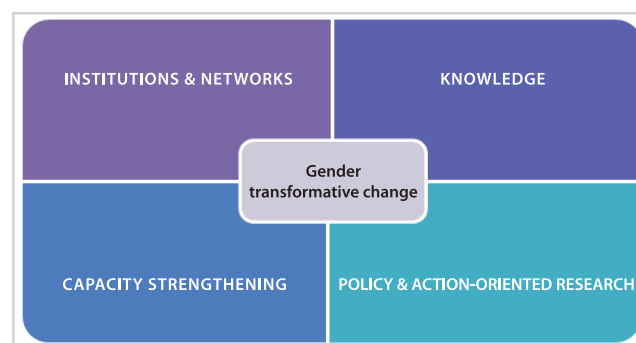 INSTITUTIONS & NETWORKS
KNOWLEDGE
Gender
transformative change
CAPACITY STRENGTHENING
POLICY & ACTION-ORIENTED RESEARCH